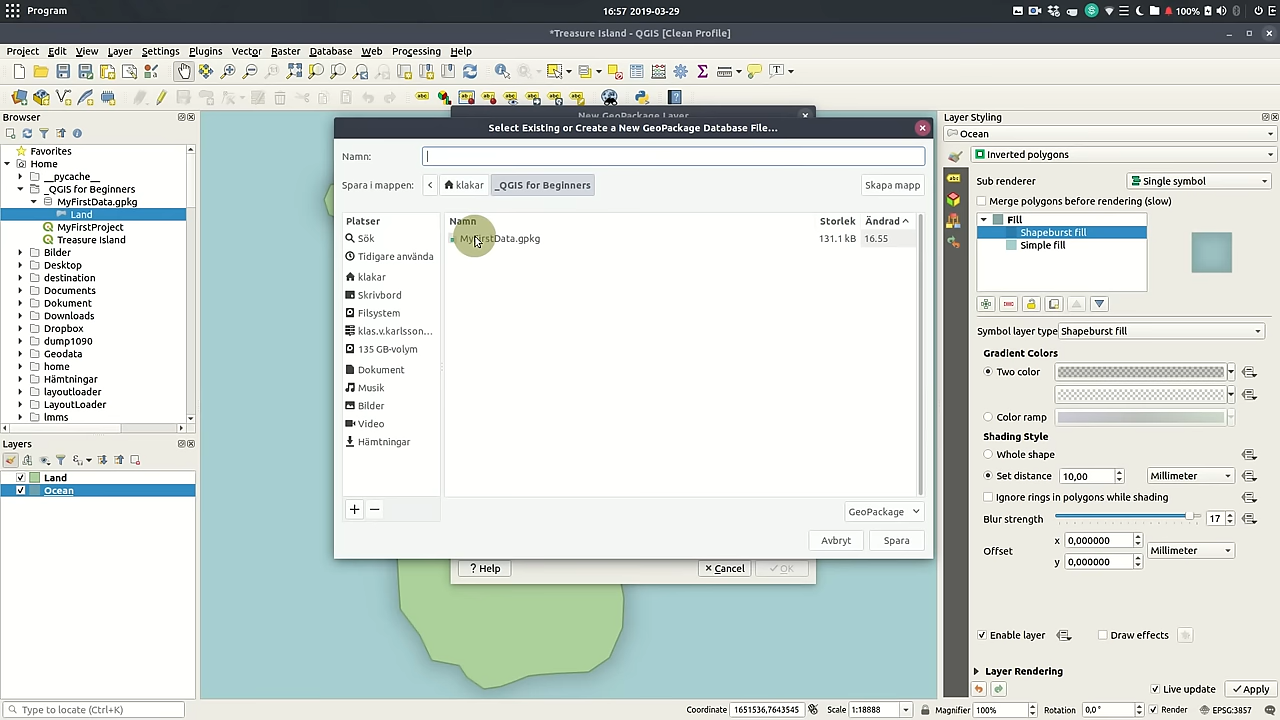 Program
16:57 2019-03-29
100%
*Treasure Island - QGIS [Clean Profile]
Project Edit View Layer Settings Plugins Vector Raster Database Web Processing Help
Browser
Favorites
Home
__pycache__
_QGIS for Beginners
MyFirstData.gpkg
Land
MyFirstProject
Treasure Island
Bilder
Desktop
destination
Documents
Dokument
Downloads
Dropbox
dump1090
Geodata
home
Hämtningar
layoutloader
LayoutLoader
lmms
Layers
Land
Ocean
New GeoPackage Layer
Select Existing or Create a New GeoPackage Database File...
Namn:
Spara i mappen:
klakar
_QGIS for Beginners
Skapa mapp
Platser
Sök
Tidigare använda
klakar
Skrivbord
Filsystem
klas.v.karlsson...
135 GB-volym
Dokument
Musik
Bilder
Video
Hämtningar
Namn Storlek Ändrad
MyFirstData.gpkg 131.1 kB 16.55
GeoPackage
Avbryt Spara
Help Cancel OK
Layer Styling
Ocean
Inverted polygons
Sub renderer Single symbol
Merge polygons before rendering (slow)
Fill
Shapeburst fill
Simple fill
Symbol layer type Shapeburst fill
Gradient Colors
Two color
Color ramp
Shading Style
Whole shape
Set distance 10,00 Millimeter
Ignore rings in polygons while shading
Blur strength 17
Offset x 0,000000 Millimeter
y 0,000000
Enable layer Draw effects
Layer Rendering
Live update Apply
Type to locate (Ctrl+K)
Coordinate 1651536,7643545 Scale 1:18888 Magnifier 100% Rotation 0,0° Render EPSG:3857